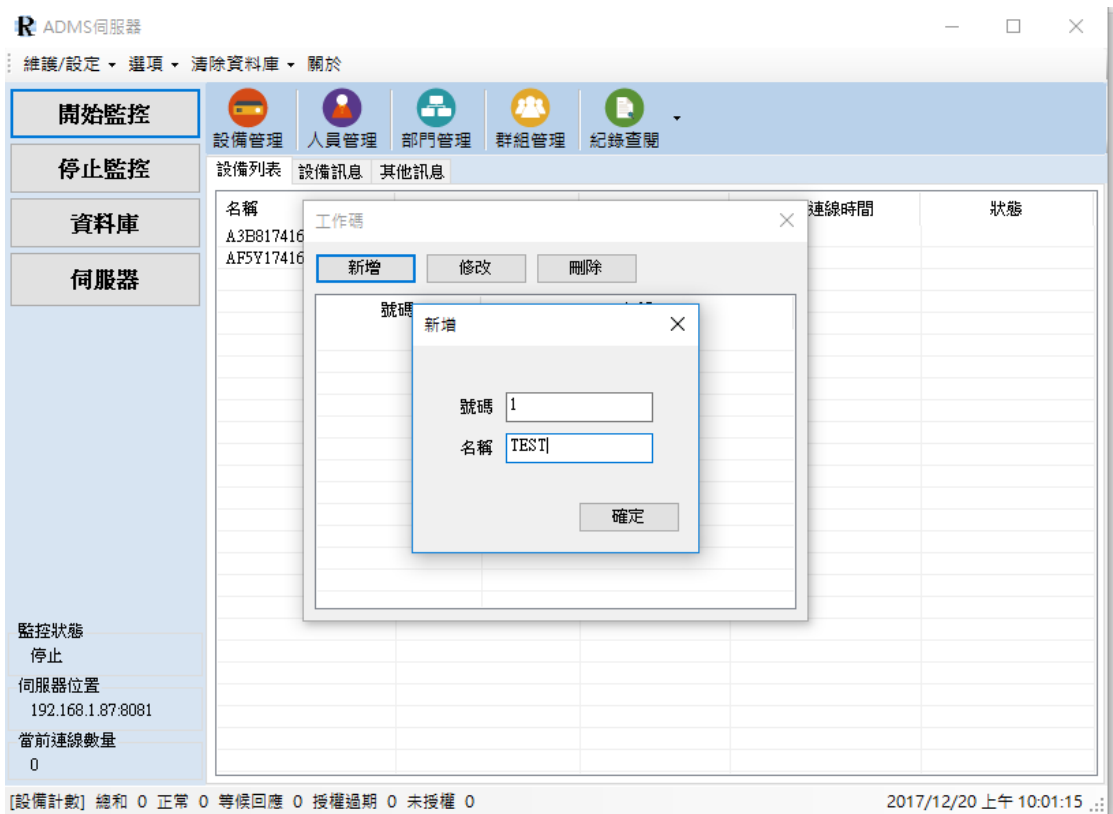 ADMS伺服器
維護/設定 選項 清除資料庫 關於
開始監控
停止監控
資料庫
伺服器
設備管理 人員管理 部門管理 群組管理 紀錄查閱
設備列表 設備訊息 其他訊息
名稱 連線時間 狀態
A3B817416
AF5Y17416
工作碼
新增 修改 刪除
號碼
新增
號碼 1
名稱 TEST
確定
監控狀態
停止
伺服器位置
192.168.1.87:8081
當前連線數量
0
[設備計數] 總和 0 正常 0 等候回應 0 授權過期 0 未授權 0
2017/12/20 上午 10:01:15